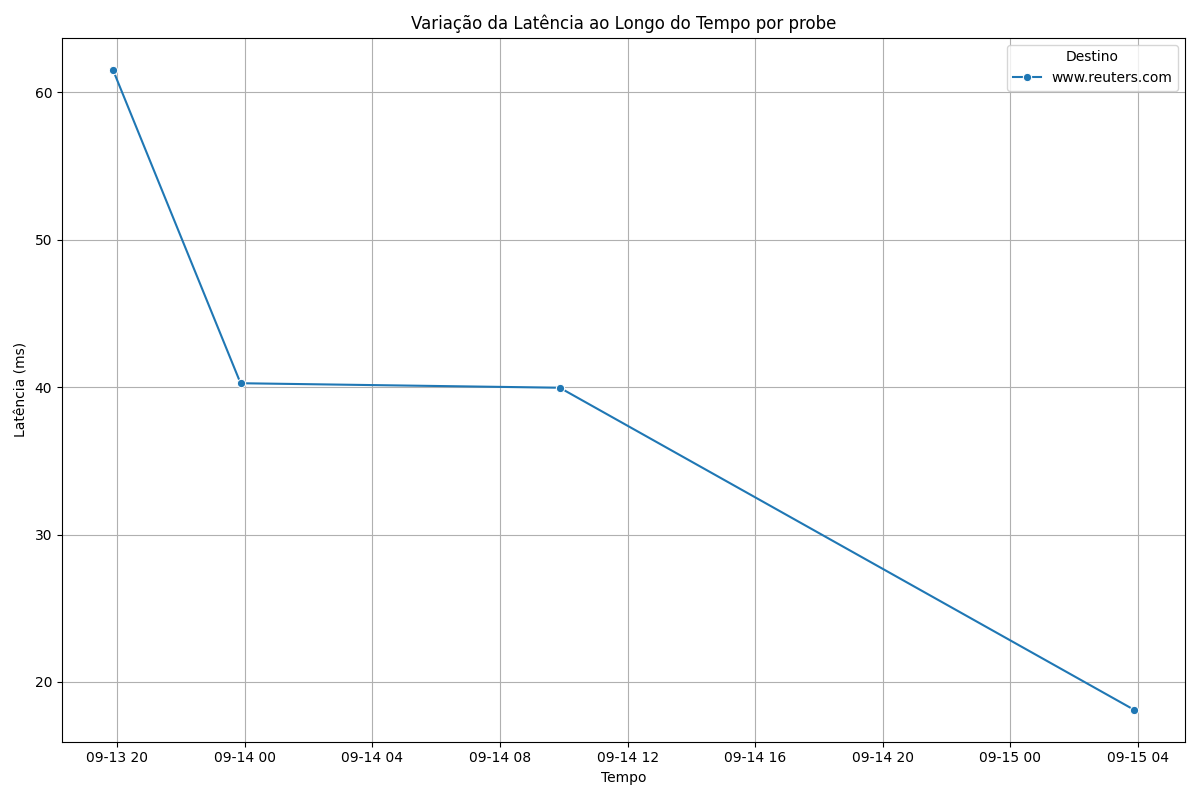 Variação da Latência ao Longo do Tempo por probe
Destino
www.reuters.com
Latência (ms)
60
50
40
30
20
09-13 20 09-14 00 09-14 04 09-14 08 09-14 12 09-14 16 09-14 20 09-15 00 09-15 04
Tempo